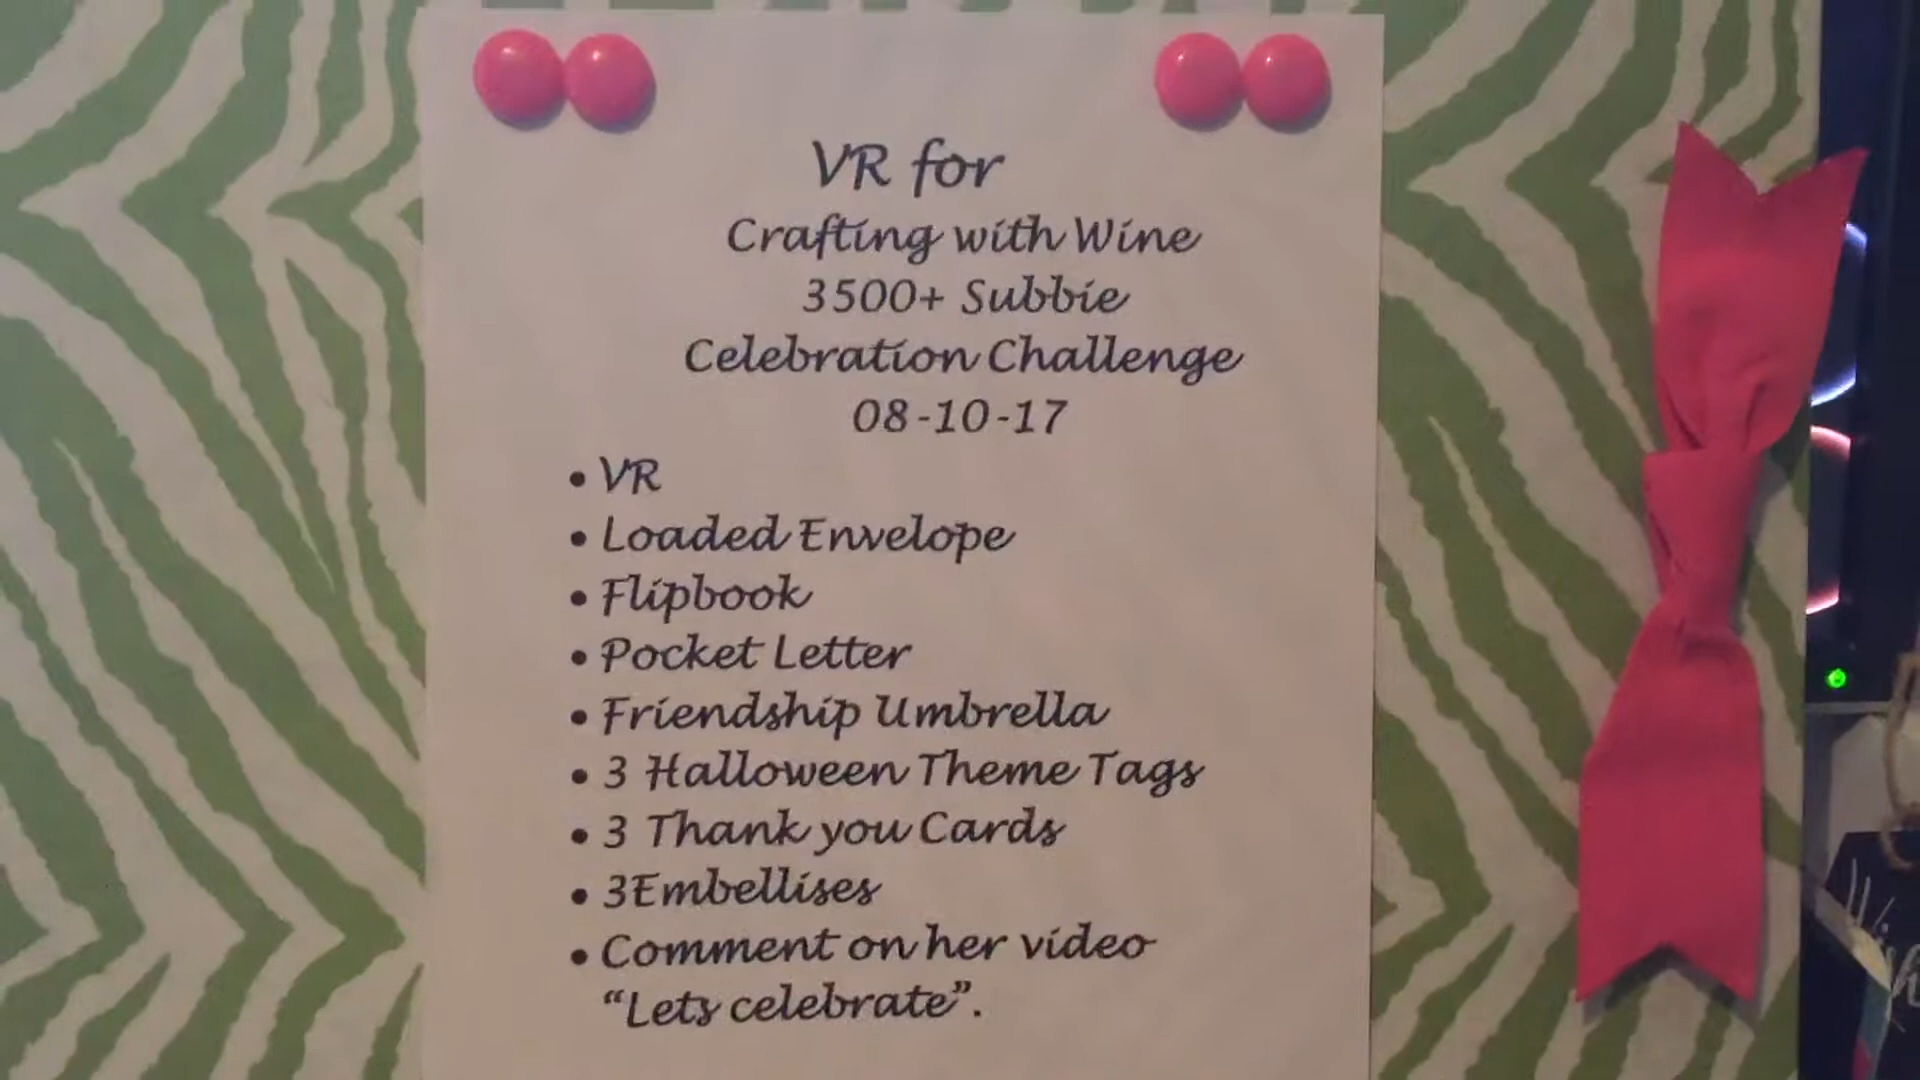 VR for
Crafting with Wine
3500+ Subbie
Celebration Challenge
08-10-17
• VR
• Loaded Envelope
• Flipbook
• Pocket Letter
• Friendship Umbrella
• 3 Halloween Theme Tags
• 3 Thank you Cards
• 3Embellises
• Comment on her video
“Lets celebrate”.